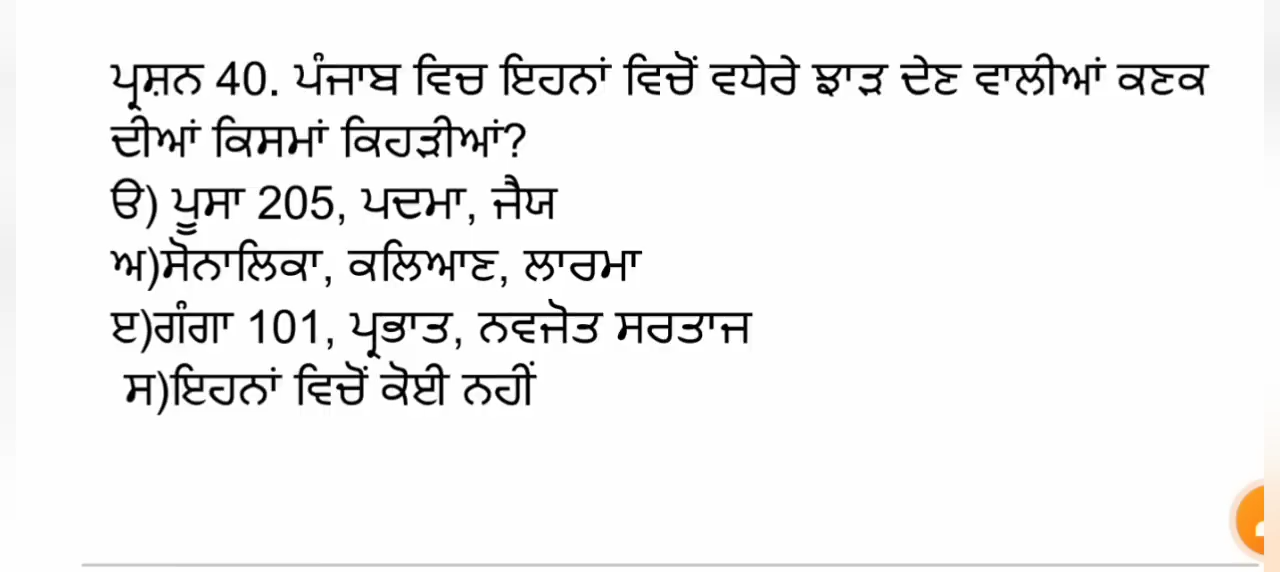 ਪ੍ਰਸ਼ਨ 40. ਪੰਜਾਬ ਵਿਚ ਇਹਨਾਂ ਵਿਚੋਂ ਵਧੇਰੇ ਝਾੜ ਦੇਣ ਵਾਲੀਆਂ ਕਣਕ
ਦੀਆਂ ਕਿਸਮਾਂ ਕਿਹੜੀਆਂ?
ੳ) ਪੂਸਾ 205, ਪਦਮਾ, ਜੈਯ
ਅ)ਸੋਨਾਲਿਕਾ, ਕਲਿਆਣ, ਲਾਰਮਾ
ੲ)ਗੰਗਾ 101, ਪ੍ਰਭਾਤ, ਨਵਜੋਤ ਸਰਤਾਜ
ਸ)ਇਹਨਾਂ ਵਿਚੋਂ ਕੋਈ ਨਹੀਂ